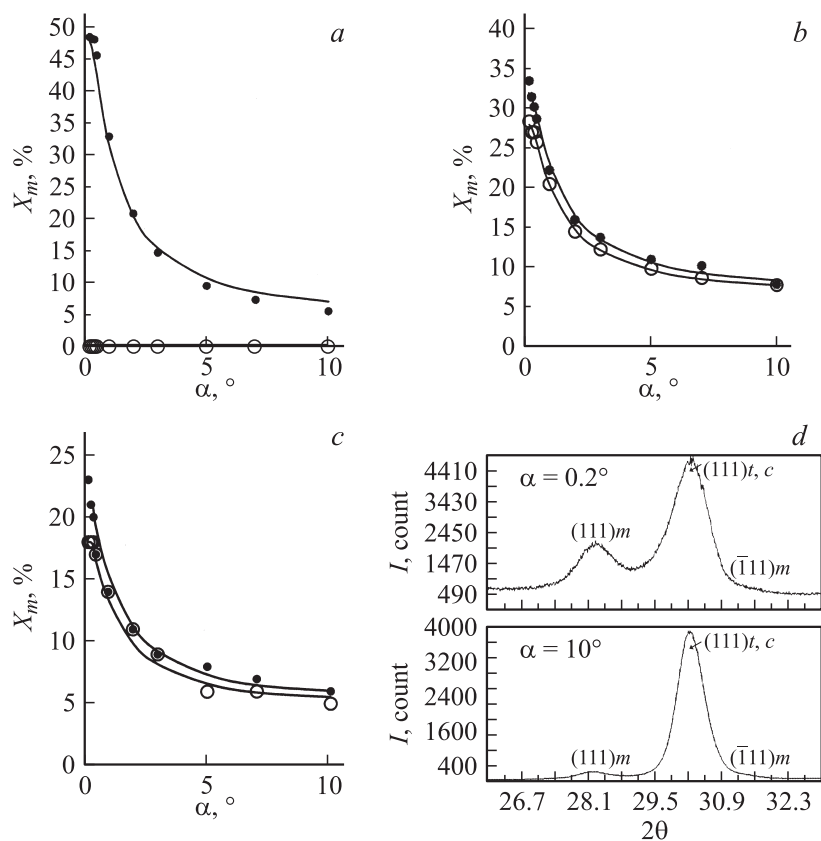 a
50
45
40
35
30
25
20
15
10
5
0
X_m, %
0 5 10
α, °
b
40
35
30
25
20
15
10
5
0
X_m, %
0 5 10
α, °
c
25
20
15
10
5
0
X_m, %
0 5 10
α, °
d
4410
3430
2450
1470
490
I, count
α = 0.2°
(111)t, c
(111)m
(1̅11)m
4000
3200
2400
1600
400
I, count
α = 10°
(111)t, c
(111)m
(1̅11)m
26.7 28.1 29.5 30.9 32.3
2θ